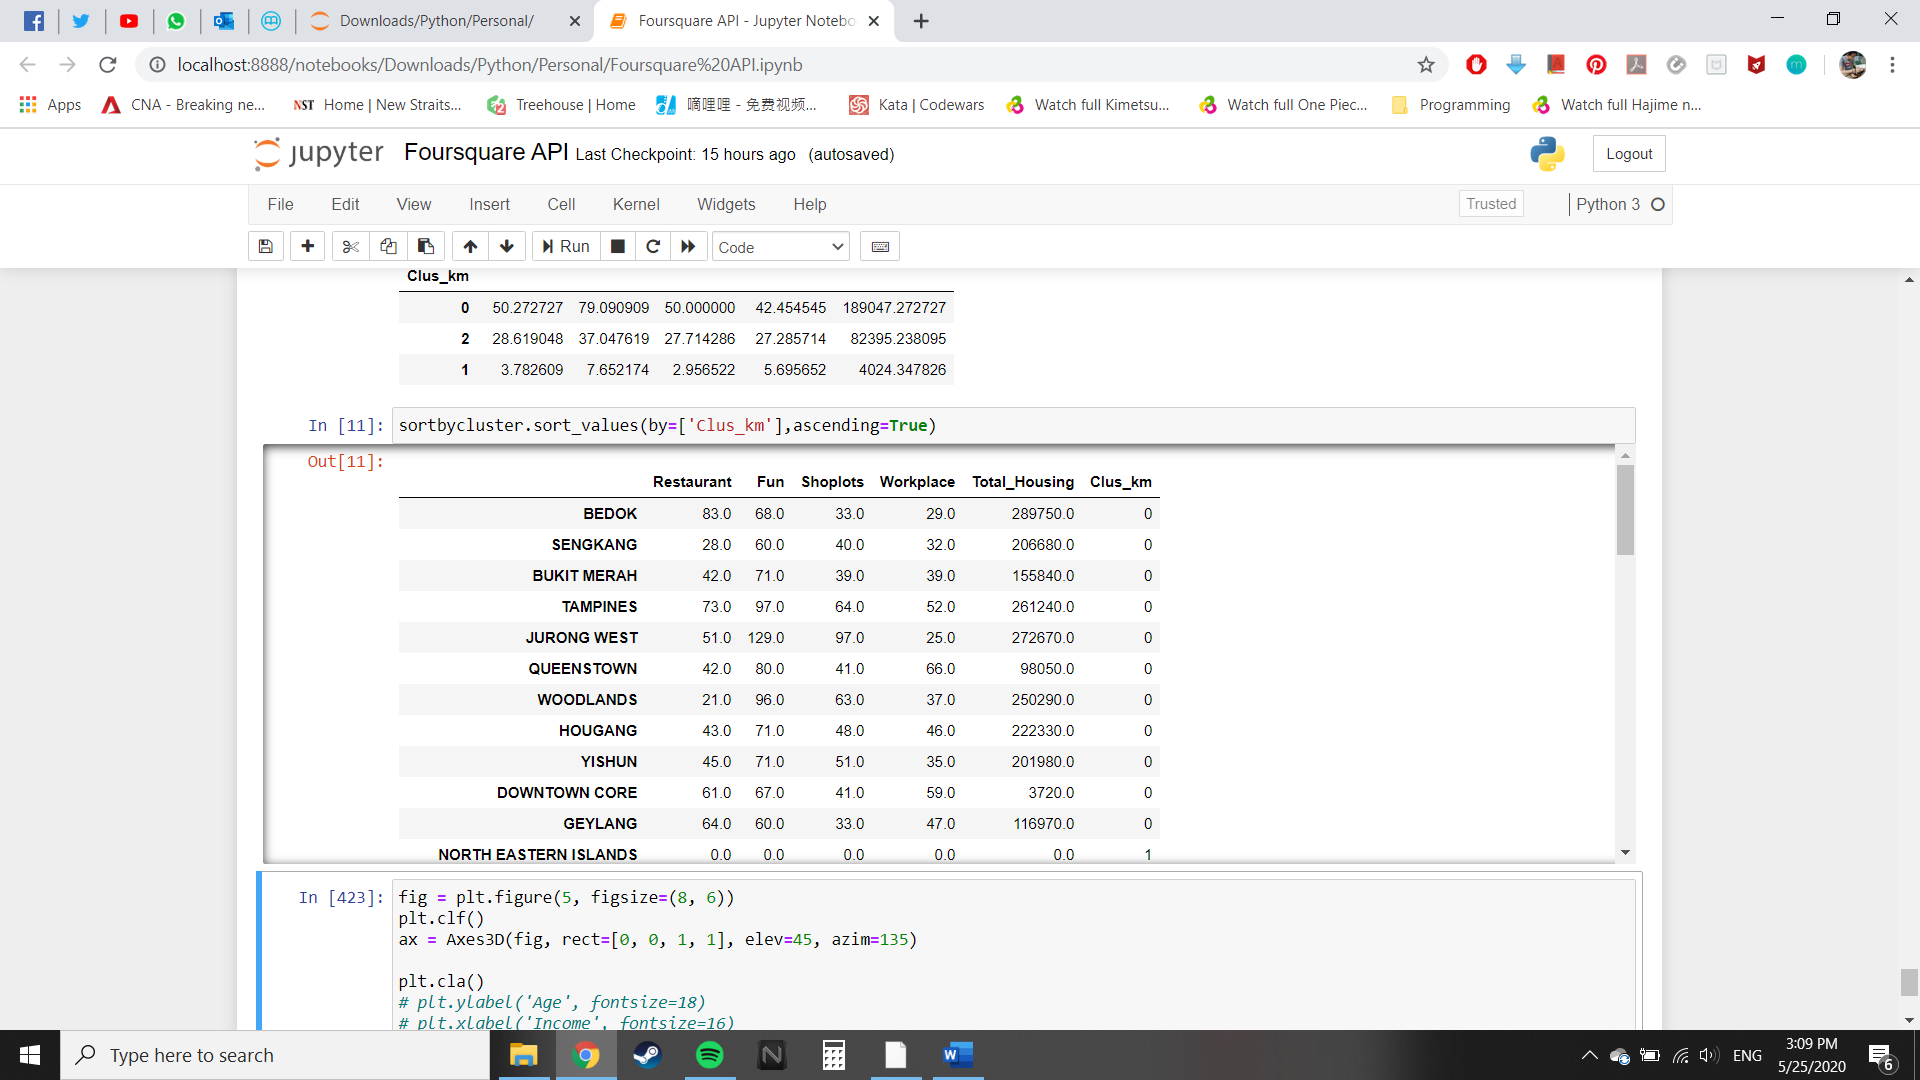 Downloads/Python/Personal/
Foursquare API - Jupyter Notebo
localhost:8888/notebooks/Downloads/Python/Personal/Foursquare%20API.ipynb
Apps CNA - Breaking ne... NST Home | New Straits... Treehouse | Home 嘀哩哩 - 免费视频... Kata | Codewars Watch full Kimetsu... Watch full One Piec... Programming Watch full Hajime n...
jupyter Foursquare API Last Checkpoint: 15 hours ago (autosaved) Logout
File Edit View Insert Cell Kernel Widgets Help Trusted Python 3
Run Code
Clus_km
0 50.272727 79.090909 50.000000 42.454545 189047.272727
2 28.619048 37.047619 27.714286 27.285714 82395.238095
1 3.782609 7.652174 2.956522 5.695652 4024.347826
In [11]: sortbycluster.sort_values(by=['Clus_km'],ascending=True)
Out[11]:
Restaurant Fun Shoplots Workplace Total_Housing Clus_km
BEDOK 83.0 68.0 33.0 29.0 289750.0 0
SENGKANG 28.0 60.0 40.0 32.0 206680.0 0
BUKIT MERAH 42.0 71.0 39.0 39.0 155840.0 0
TAMPINES 73.0 97.0 64.0 52.0 261240.0 0
JURONG WEST 51.0 129.0 97.0 25.0 272670.0 0
QUEENSTOWN 42.0 80.0 41.0 66.0 98050.0 0
WOODLANDS 21.0 96.0 63.0 37.0 250290.0 0
HOUGANG 43.0 71.0 48.0 46.0 222330.0 0
YISHUN 45.0 71.0 51.0 35.0 201980.0 0
DOWNTOWN CORE 61.0 67.0 41.0 59.0 3720.0 0
GEYLANG 64.0 60.0 33.0 47.0 116970.0 0
NORTH EASTERN ISLANDS 0.0 0.0 0.0 0.0 0.0 1
In [423]: fig = plt.figure(5, figsize=(8, 6))
plt.clf()
ax = Axes3D(fig, rect=[0, 0, 1, 1], elev=45, azim=135)
plt.cla()
# plt.ylabel('Age', fontsize=18)
# plt.xlabel('Income', fontsize=16)
Type here to search
ENG
3:09 PM
5/25/2020
6